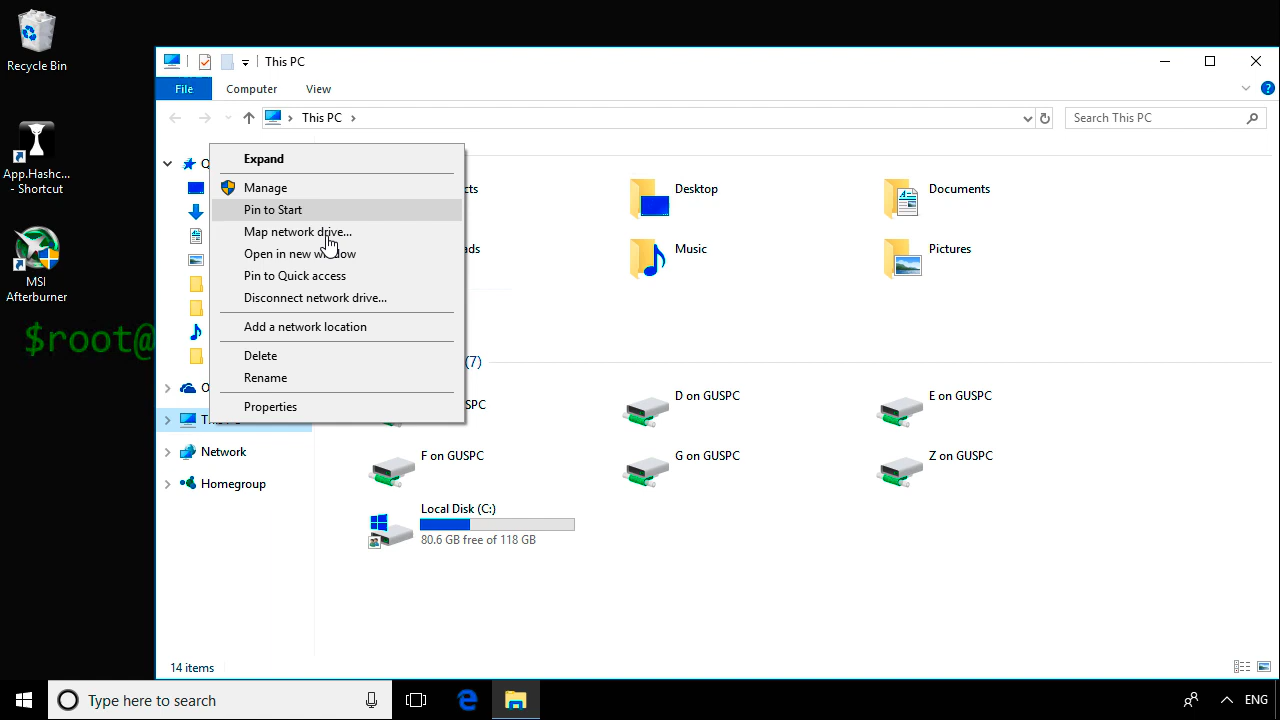 Recycle Bin
App.Hashc...
- Shortcut
MSI
Afterburner
$root@
This PC
File
Computer
View
This PC
Search This PC
Expand
Manage
Pin to Start
Map network drive...
Open in new window
Pin to Quick access
Disconnect network drive...
Add a network location
Delete
Rename
Properties
Network
Homegroup
Desktop
Documents
Music
Pictures
(7)
D on GUSPC
E on GUSPC
F on GUSPC
G on GUSPC
Z on GUSPC
Local Disk (C:)
80.6 GB free of 118 GB
14 items
Type here to search
ENG